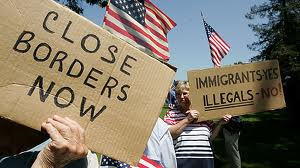 CLOSE
BORDERS
NOW
IMMIGRANTS-YES
ILLEGALS-NO!